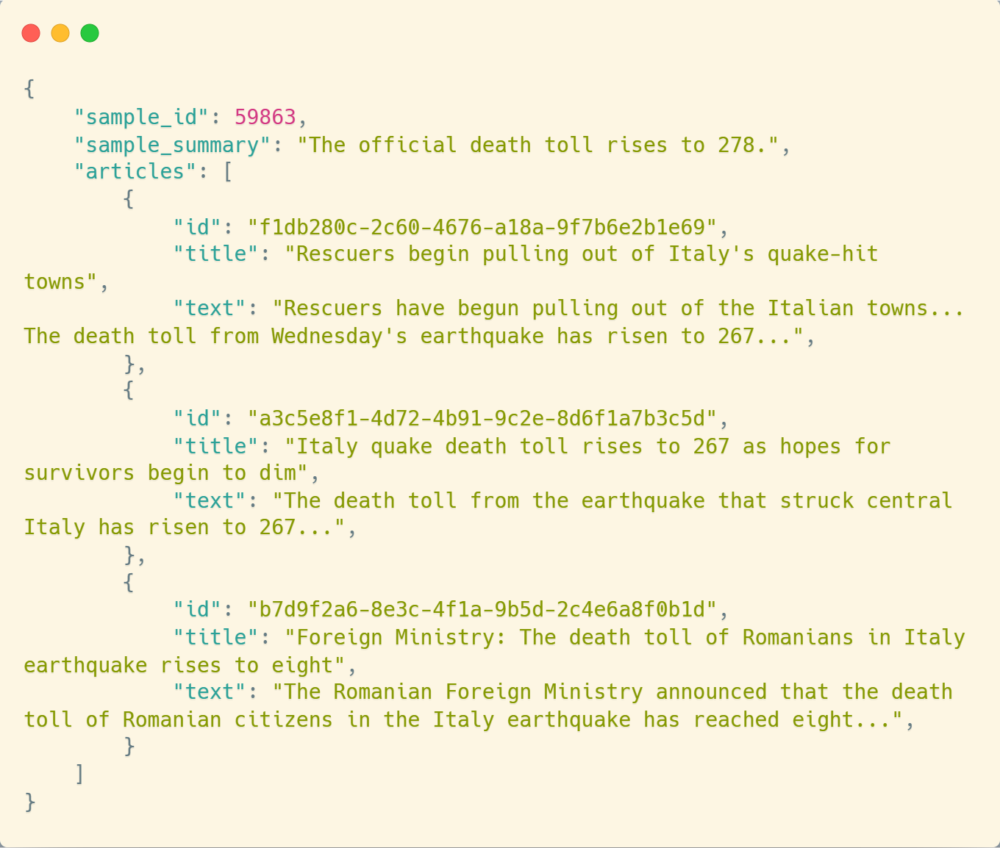 {
    "sample_id": 59863,
    "sample_summary": "The official death toll rises to 278.",
    "articles": [
        {
            "id": "f1db280c-2c60-4676-a18a-9f7b6e2b1e69",
            "title": "Rescuers begin pulling out of Italy's quake-hit
towns",
            "text": "Rescuers have begun pulling out of the Italian towns...
The death toll from Wednesday's earthquake has risen to 267...",
        },
        {
            "id": "a3c5e8f1-4d72-4b91-9c2e-8d6f1a7b3c5d",
            "title": "Italy quake death toll rises to 267 as hopes for
survivors begin to dim",
            "text": "The death toll from the earthquake that struck central
Italy has risen to 267...",
        },
        {
            "id": "b7d9f2a6-8e3c-4f1a-9b5d-2c4e6a8f0b1d",
            "title": "Foreign Ministry: The death toll of Romanians in Italy
earthquake rises to eight",
            "text": "The Romanian Foreign Ministry announced that the death
toll of Romanian citizens in the Italy earthquake has reached eight...",
        }
    ]
}